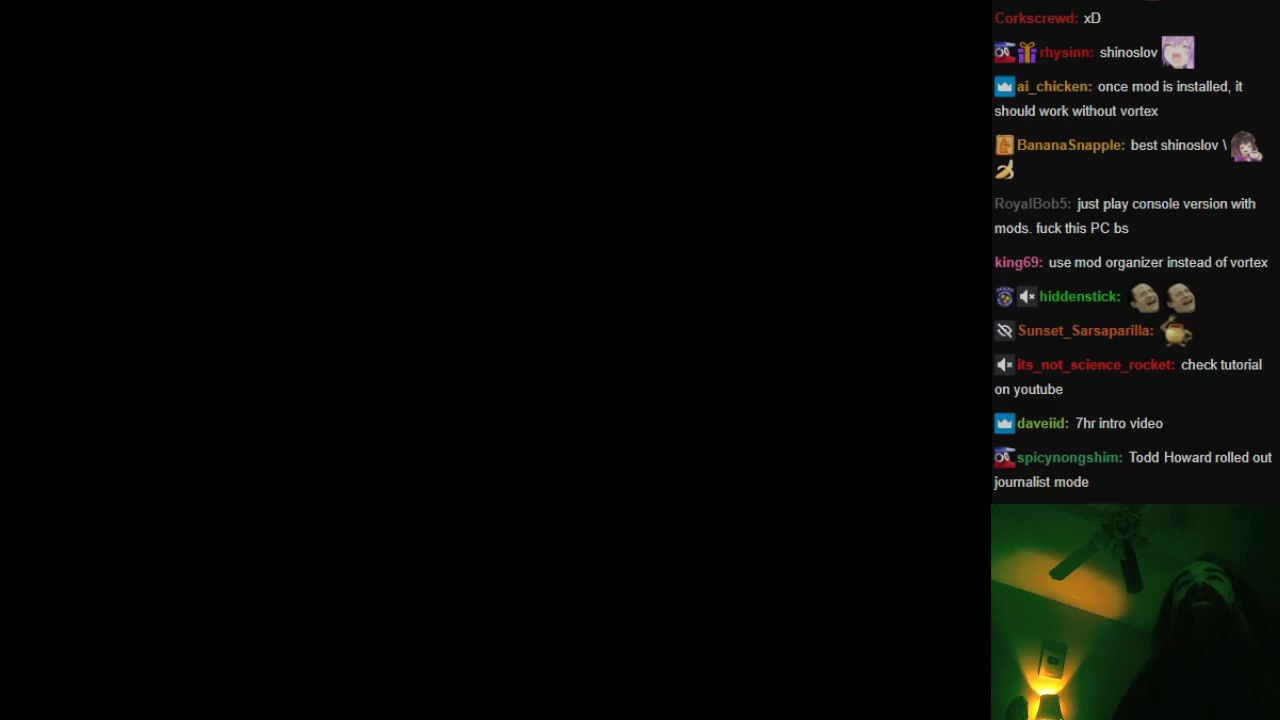 Corkscrewd: xD
rhysinn: shinoslov
ai_chicken: once mod is installed, it
should work without vortex
BananaSnapple: best shinoslov \
RoyalBob5: just play console version with
mods. fuck this PC bs
king69: use mod organizer instead of vortex
hiddenstick:
Sunset_Sarsaparilla:
its_not_science_rocket: check tutorial
on youtube
daveiid: 7hr intro video
spicynongshim: Todd Howard rolled out
journalist mode